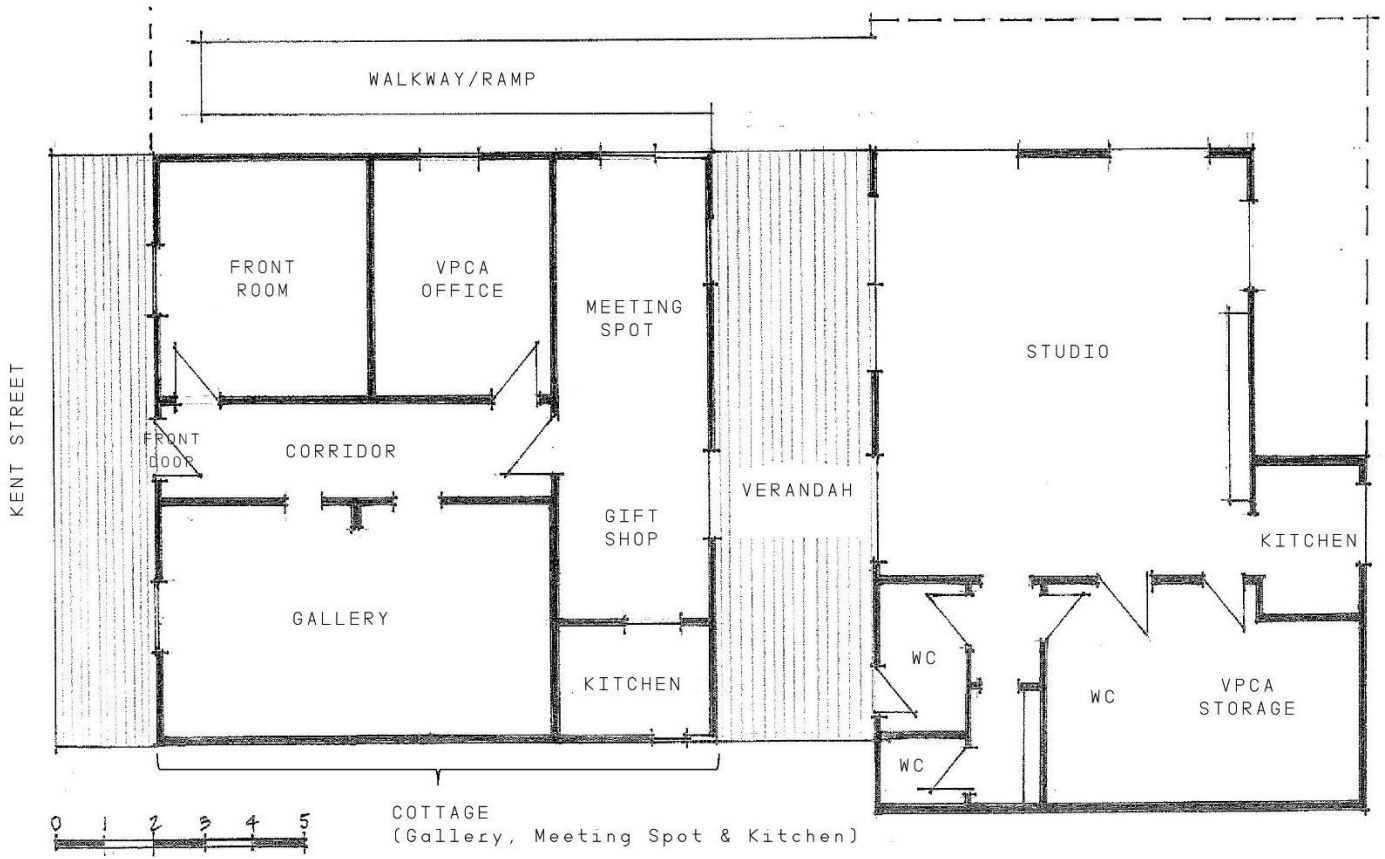 WALKWAY/RAMP
FRONT
ROOM
VPCA
OFFICE
MEETING
SPOT
STUDIO
KENT STREET
FRONT
DOOR
CORRIDOR
VERANDAH
GIFT
SHOP
KITCHEN
GALLERY
WC
KITCHEN
WC
VPCA
STORAGE
WC
COTTAGE
(Gallery, Meeting Spot & Kitchen)
0 1 2 3 4 5